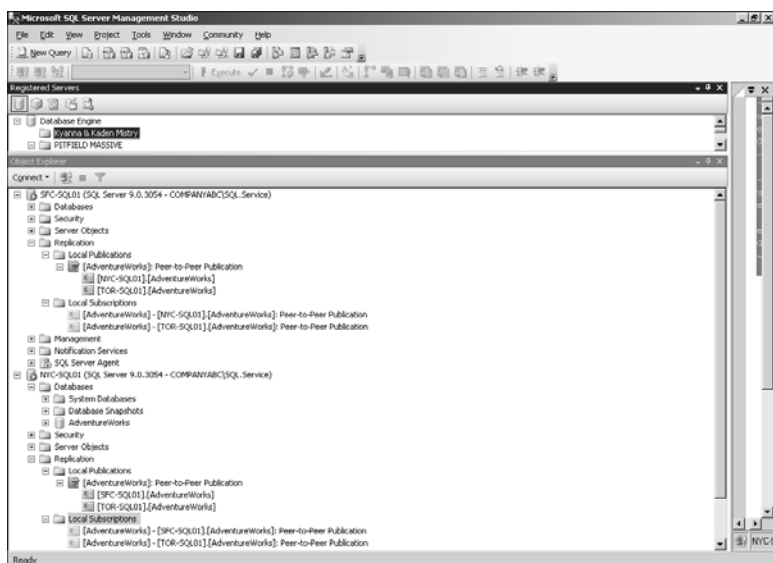 Microsoft SQL Server Management Studio
File Edit View Project Tools Window Community Help
New Query
Execute
Registered Servers
Database Engine
Kyanna & Kaden Mistry
PITFIELD MASSIVE
Object Explorer
Connect
SFC-SQL01 (SQL Server 9.0.3054 - COMPANYABC\SQL.Service)
Databases
Security
Server Objects
Replication
Local Publications
[AdventureWorks]: Peer-to-Peer Publication
[NYC-SQL01].[AdventureWorks]
[TOR-SQL01].[AdventureWorks]
Local Subscriptions
[AdventureWorks] - [NYC-SQL01].[AdventureWorks]: Peer-to-Peer Publication
[AdventureWorks] - [TOR-SQL01].[AdventureWorks]: Peer-to-Peer Publication
Management
Notification Services
SQL Server Agent
NYC-SQL01 (SQL Server 9.0.3054 - COMPANYABC\SQL.Service)
Databases
System Databases
Database Snapshots
AdventureWorks
Security
Server Objects
Replication
Local Publications
[AdventureWorks]: Peer-to-Peer Publication
[SFC-SQL01].[AdventureWorks]
[TOR-SQL01].[AdventureWorks]
Local Subscriptions
[AdventureWorks] - [SFC-SQL01].[AdventureWorks]: Peer-to-Peer Publication
[AdventureWorks] - [TOR-SQL01].[AdventureWorks]: Peer-to-Peer Publication
Ready